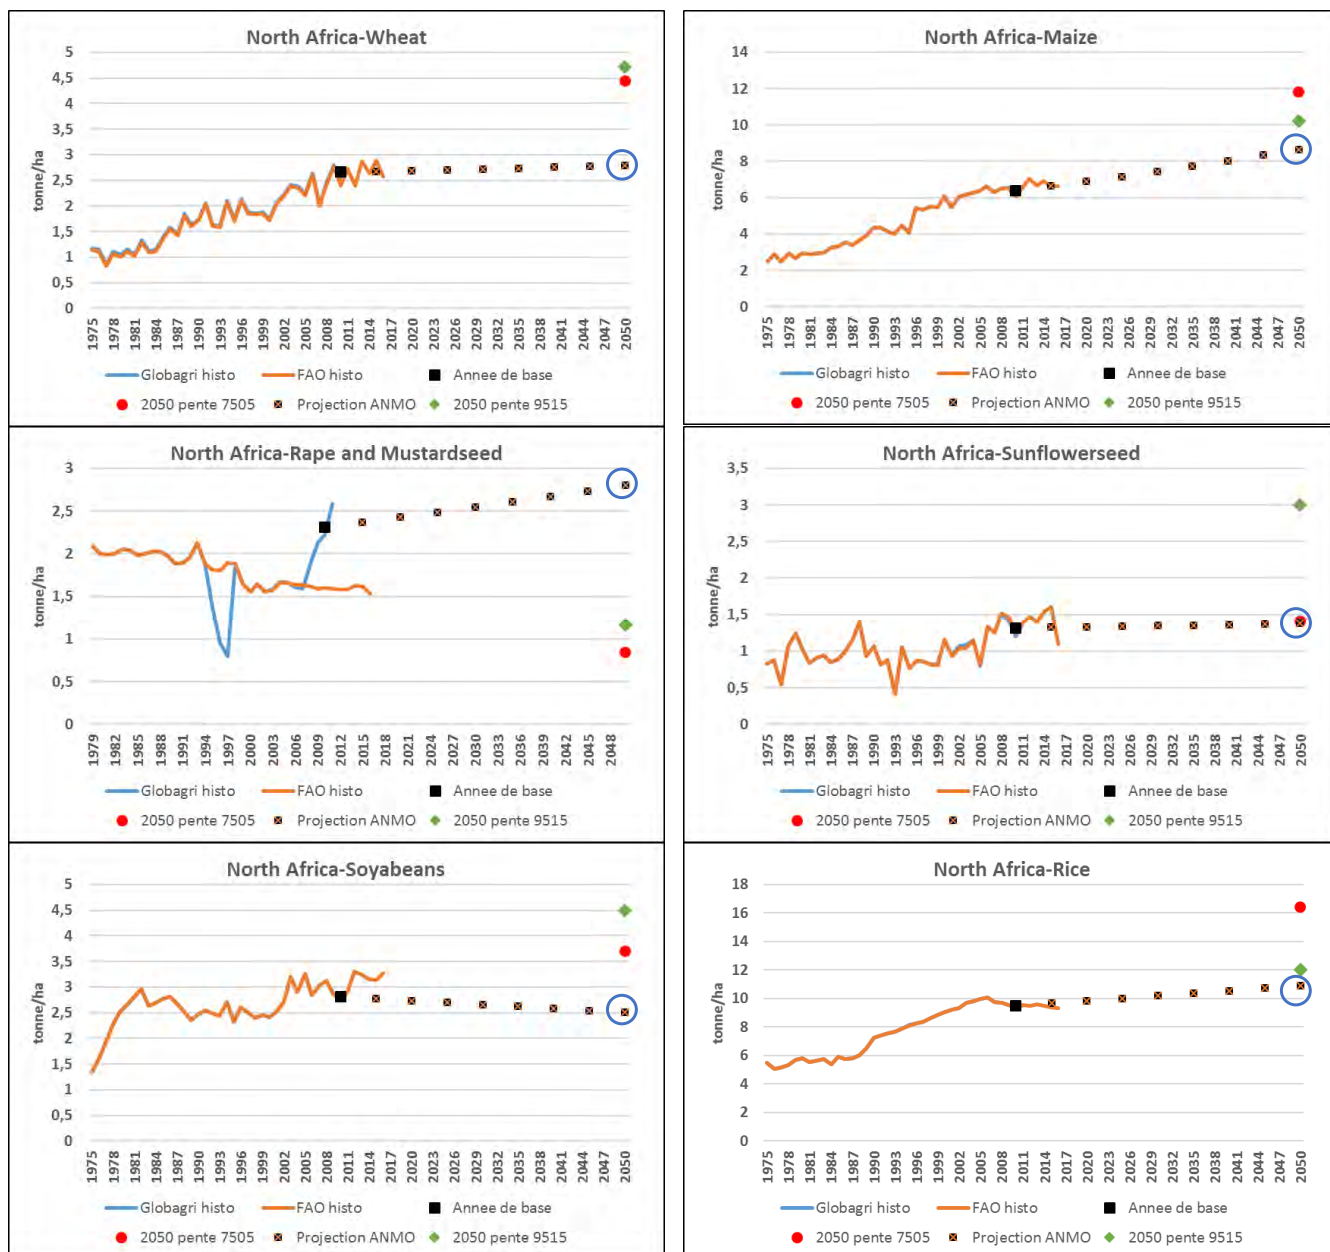 North Africa-Wheat
5
4,5
4
3,5
3
2,5
2
1,5
1
0,5
0
tonne/ha
1975 1978 1981 1984 1987 1990 1993 1996 1999 2002 2005 2008 2011 2014 2017 2020 2023 2026 2029 2032 2035 2038 2041 2044 2047 2050
Globagri histo FAO histo Annee de base
2050 pente 7505 Projection ANMO 2050 pente 9515
North Africa-Maize
14
12
10
8
6
4
2
0
1975 1978 1981 1984 1987 1990 1993 1996 1999 2002 2005 2008 2011 2014 2017 2020 2023 2026 2029 2032 2035 2038 2041 2044 2047 2050
Globagri histo FAO histo Annee de base
2050 pente 7505 Projection ANMO 2050 pente 9515
North Africa-Rape and Mustardseed
3
2,5
2
1,5
1
0,5
0
tonne/ha
1979 1982 1985 1988 1991 1994 1997 2000 2003 2006 2009 2012 2015 2018 2021 2024 2027 2030 2033 2036 2039 2042 2045 2048
Globagri histo FAO histo Annee de base
2050 pente 7505 Projection ANMO 2050 pente 9515
North Africa-Sunflowerseed
3,5
3
2,5
2
1,5
1
0,5
0
tonne/ha
1975 1978 1981 1984 1987 1990 1993 1996 1999 2002 2005 2008 2011 2014 2017 2020 2023 2026 2029 2032 2035 2038 2041 2044 2047 2050
Globagri histo FAO histo Annee de base
2050 pente 7505 Projection ANMO 2050 pente 9515
North Africa-Soyabeans
5
4,5
4
3,5
3
2,5
2
1,5
1
0,5
0
tonne/ha
1975 1978 1981 1984 1987 1990 1993 1996 1999 2002 2005 2008 2011 2014 2017 2020 2023 2026 2029 2032 2035 2038 2041 2044 2047 2050
Globagri histo FAO histo Annee de base
2050 pente 7505 Projection ANMO 2050 pente 9515
North Africa-Rice
18
16
14
12
10
8
6
4
2
0
tonne/ha
1975 1978 1981 1984 1987 1990 1993 1996 1999 2002 2005 2008 2011 2014 2017 2020 2023 2026 2029 2032 2035 2038 2041 2044 2047 2050
Globagri histo FAO histo Annee de base
2050 pente 7505 Projection ANMO 2050 pente 9515